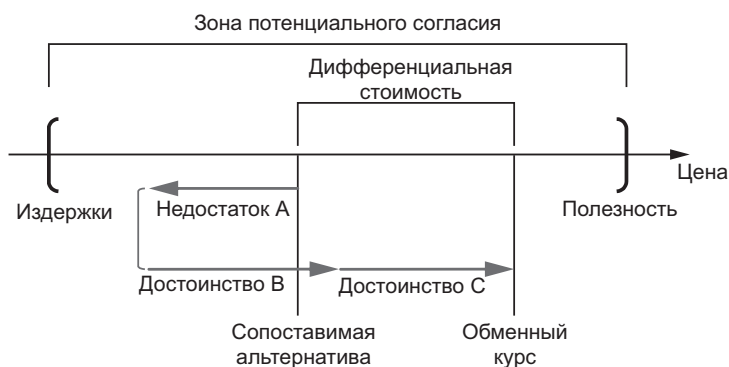 Зона потенциального согласия
Дифференциальная
стоимость
Цена
Издержки
Недостаток А
Полезность
Достоинство В
Достоинство С
Сопоставимая
альтернатива
Обменный
курс